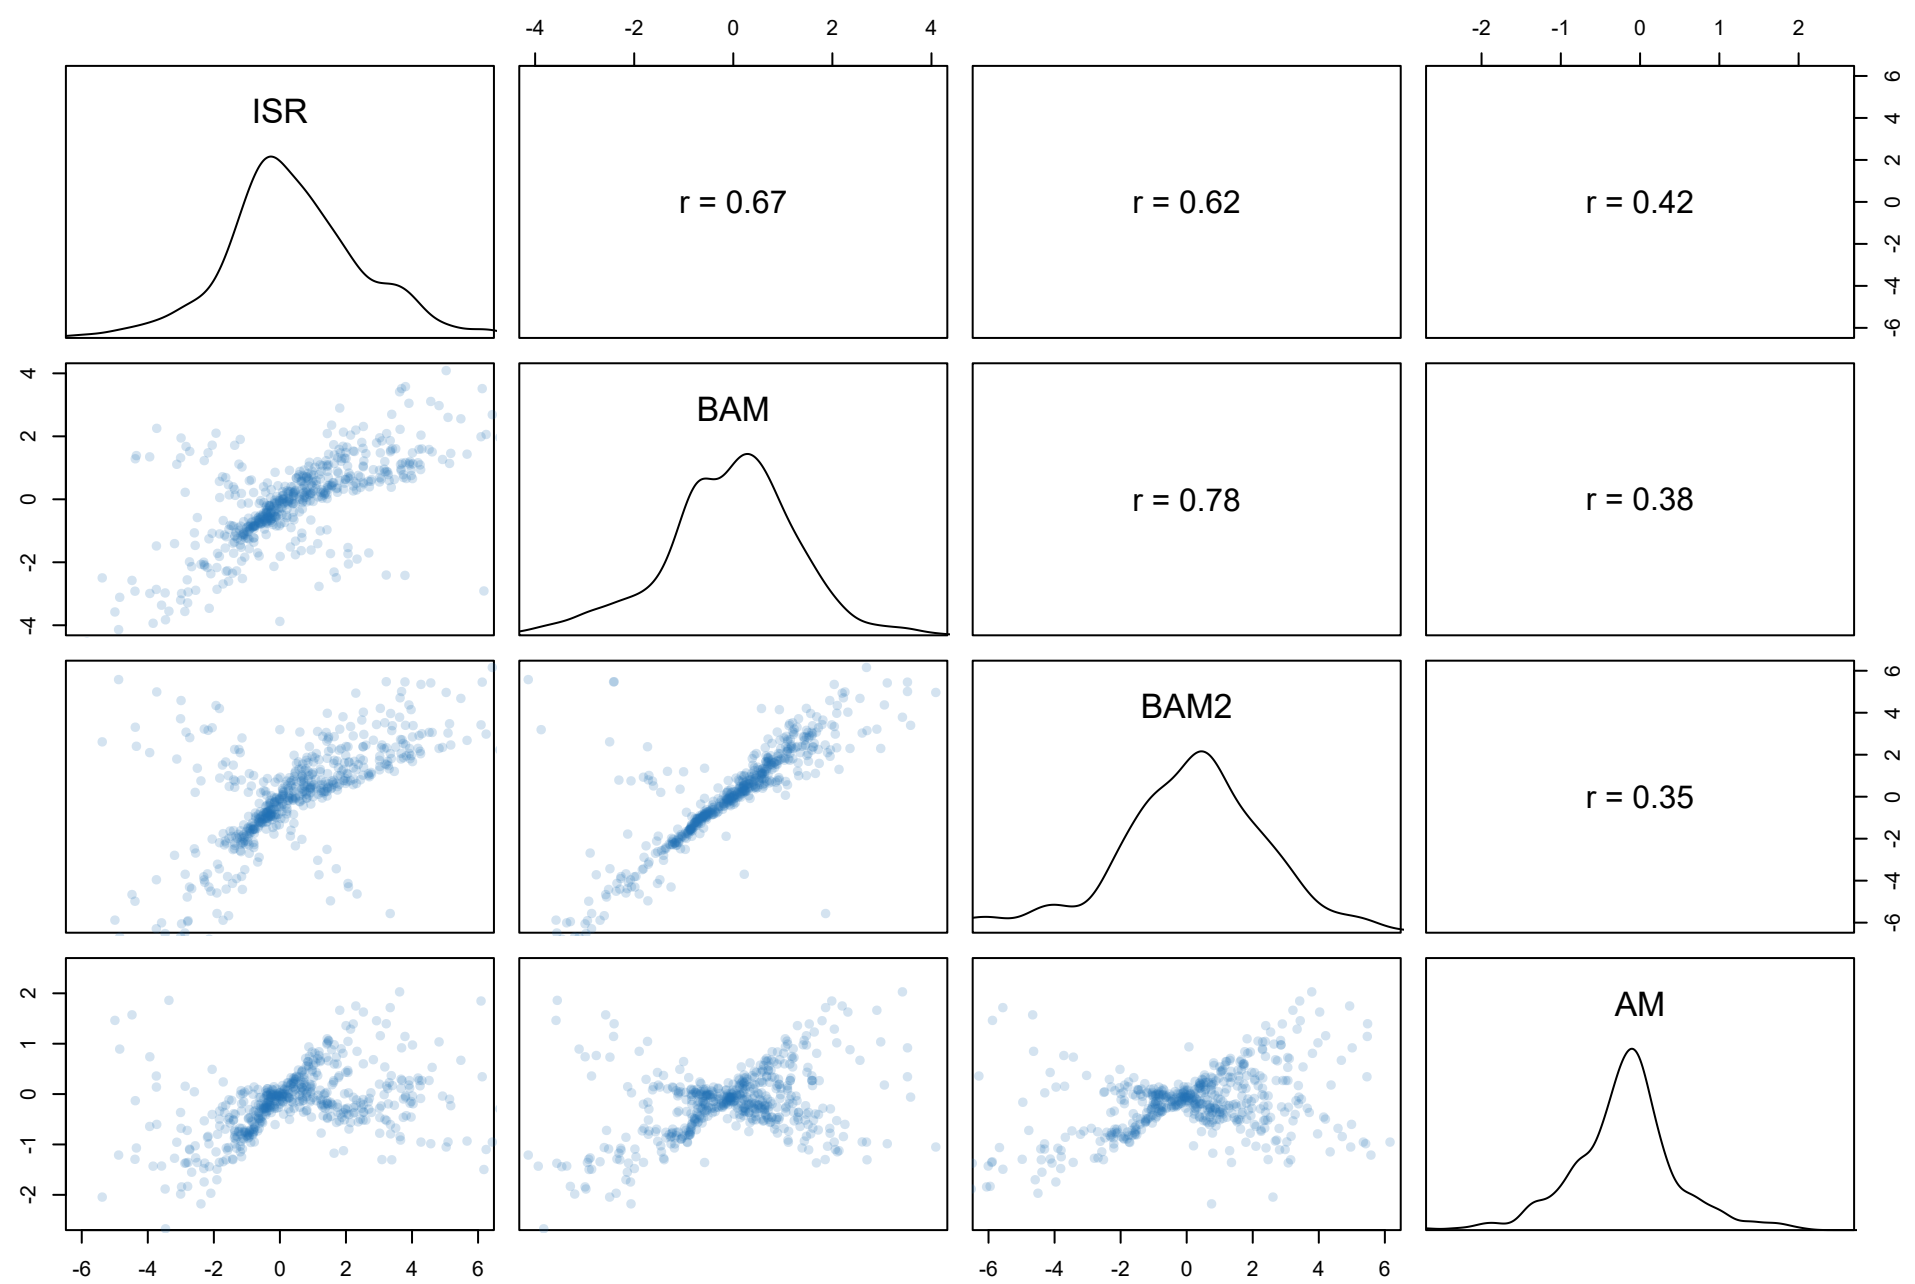 -4 -2 0 2 4 -2 -1 0 1 2
ISR
r = 0.67
r = 0.62
r = 0.42
-6 -4 -2 0 2 4 6
-4 -2 0 2 4
BAM
r = 0.78
r = 0.38
BAM2
r = 0.35
-6 -4 -2 0 2 4 6
-2 -1 0 1 2
AM
-6 -4 -2 0 2 4 6 -6 -4 -2 0 2 4 6